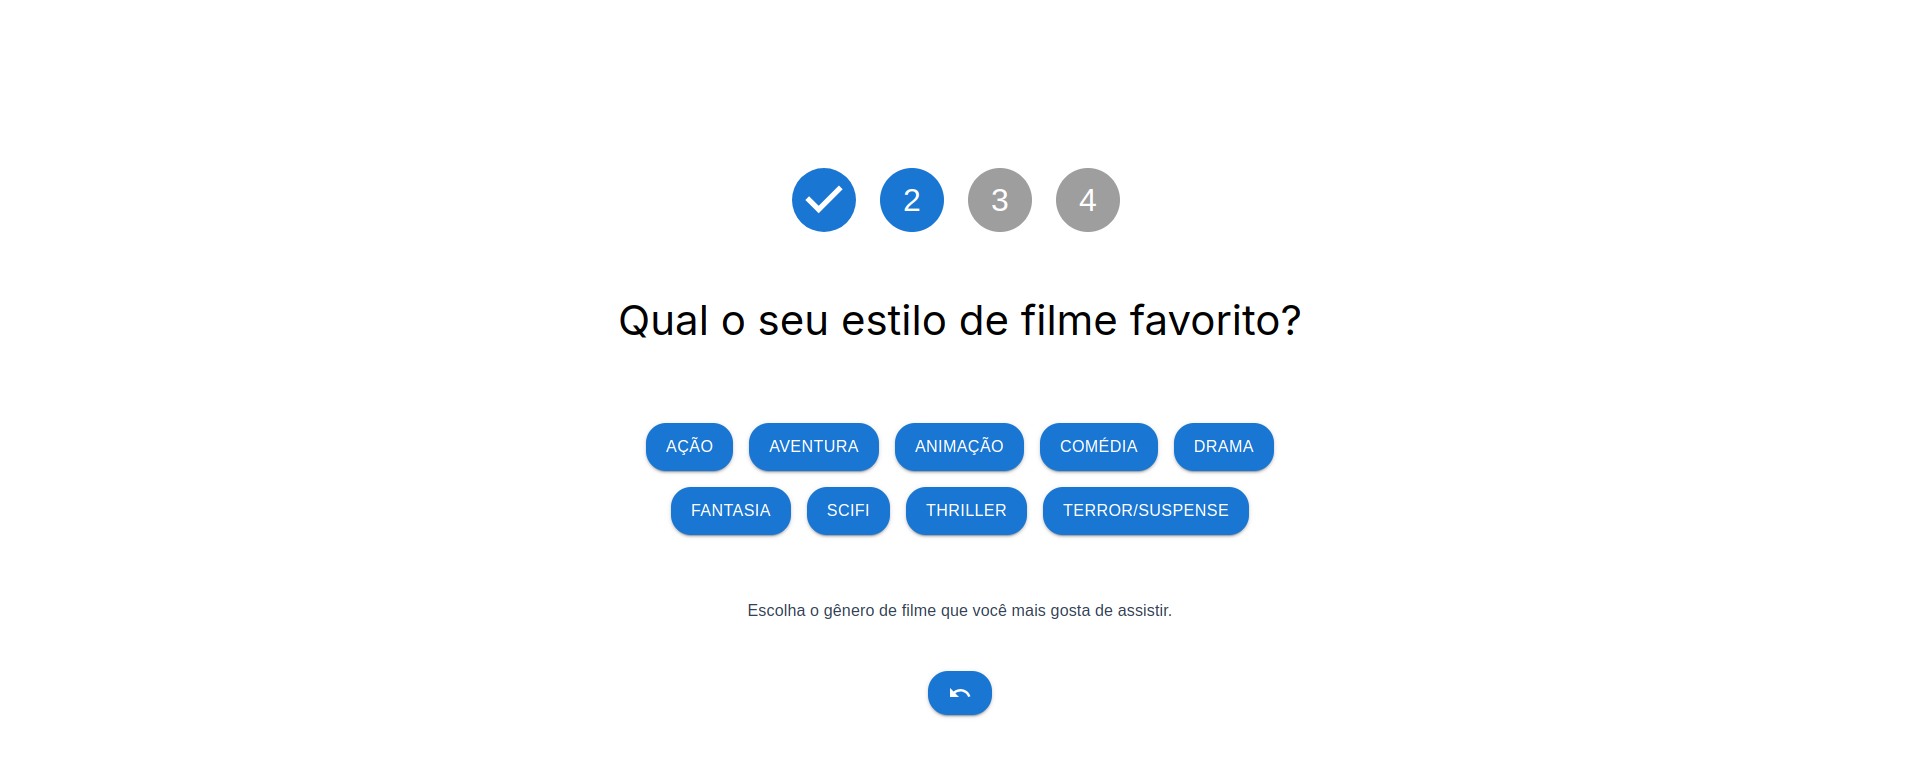 2 3 4
Qual o seu estilo de filme favorito?
AÇÃO AVENTURA ANIMAÇÃO COMÉDIA DRAMA
FANTASIA SCIFI THRILLER TERROR/SUSPENSE
Escolha o gênero de filme que você mais gosta de assistir.